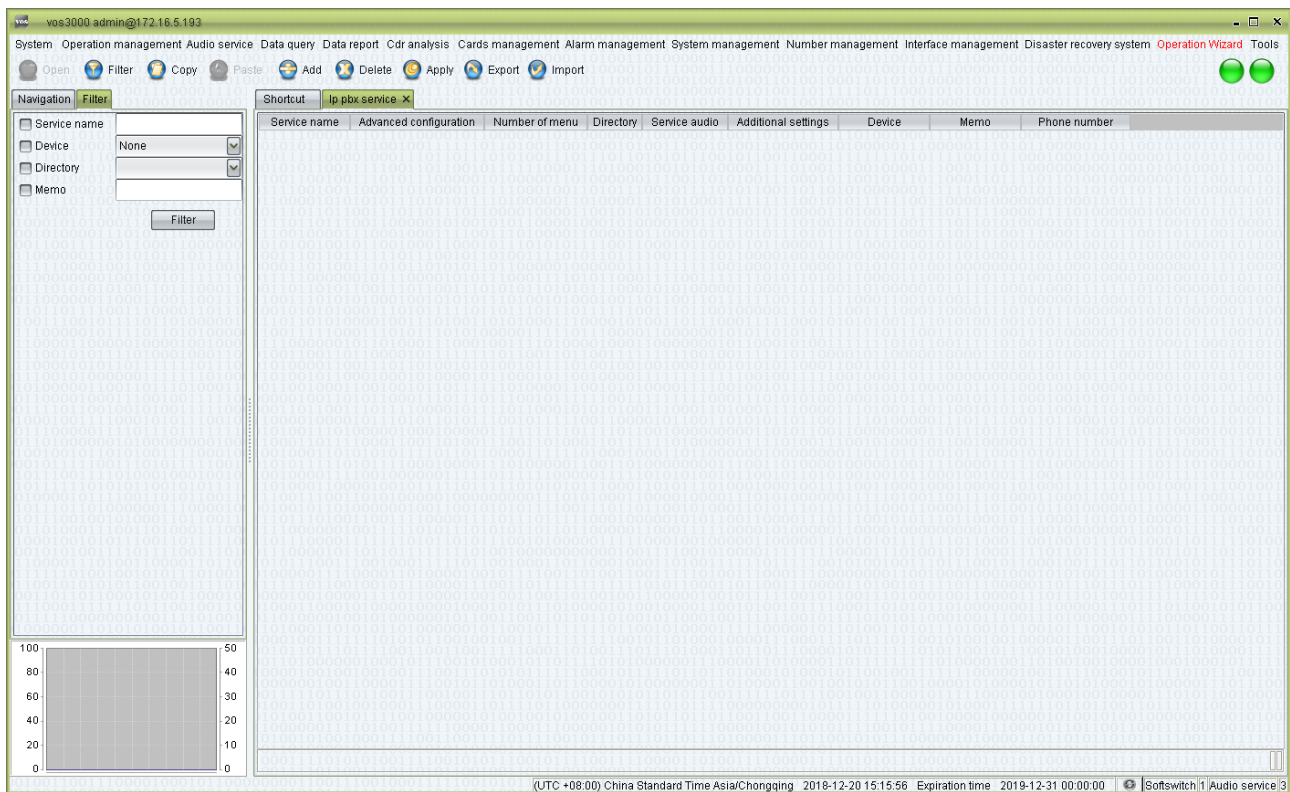 vos3000 admin@172.16.5.193
System Operation management Audio service Data query Data report Cdr analysis Cards management Alarm management System management Number management Interface management Disaster recovery system Operation Wizard Tools
Open Filter Copy Paste Add Delete Apply Export Import
Navigation Filter Shortcut Ip pbx service
Service name Advanced configuration Number of menu Directory Service audio Additional settings Device Memo Phone number
Service name
Device None
Directory
Memo
Filter
100 50
80 40
60 30
40 20
20 10
0 0
(UTC +08:00) China Standard Time Asia/Chongqing 2018-12-20 15:15:56 Expiration time 2019-12-31 00:00:00 Softswitch 1 Audio service 3